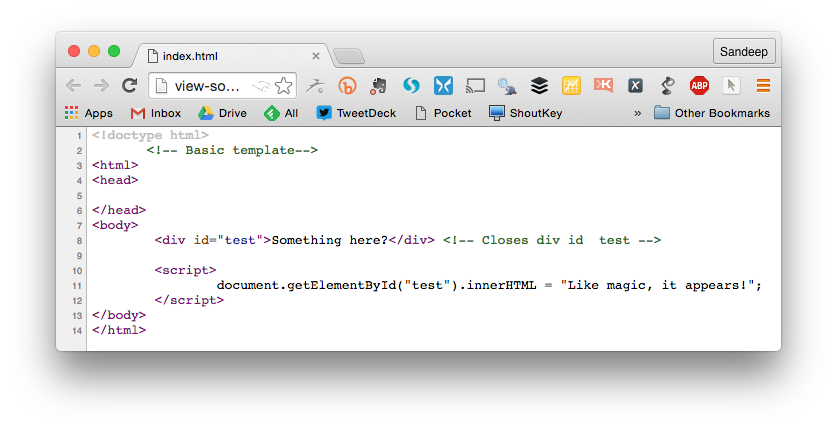 index.html
Sandeep
view-so...
ABP
Apps Inbox Drive All TweetDeck Pocket ShoutKey » Other Bookmarks
1 <!doctype html>
2 <!-- Basic template-->
3 <html>
4 <head>
5
6 </head>
7 <body>
8 <div id="test">Something here?</div> <!-- Closes div id  test -->
9
10 <script>
11 document.getElementById("test").innerHTML = "Like magic, it appears!";
12 </script>
13 </body>
14 </html>